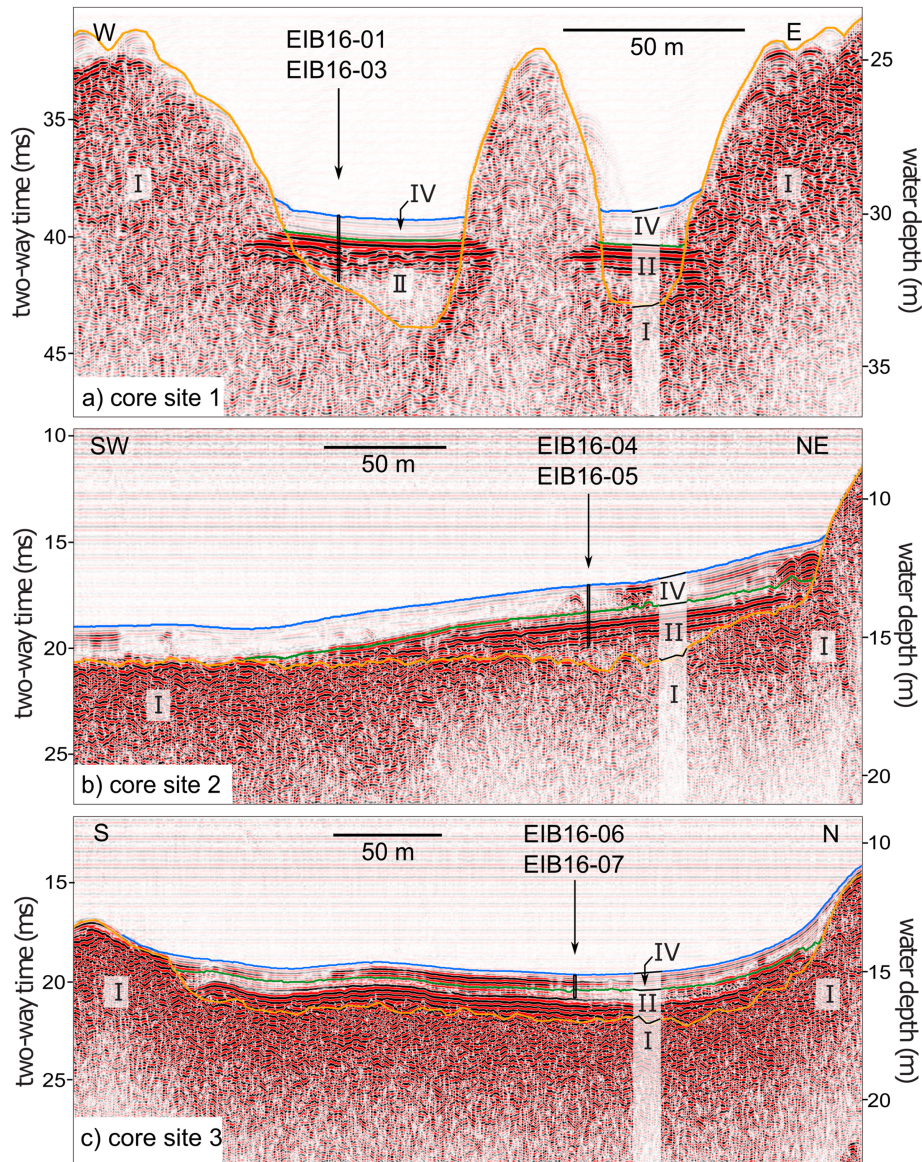 W
EIB16-01
EIB16-03
50 m
E
two-way time (ms)
35
40
45
25
30
35
water depth (m)
I
IV
II
IV
II
I
I
a) core site 1
SW
50 m
EIB16-04
EIB16-05
NE
two-way time (ms)
10
15
20
25
10
15
20
water depth (m)
IV
II
I
I
I
b) core site 2
S
50 m
EIB16-06
EIB16-07
N
two-way time (ms)
15
20
25
10
15
20
water depth (m)
IV
II
I
I
I
c) core site 3